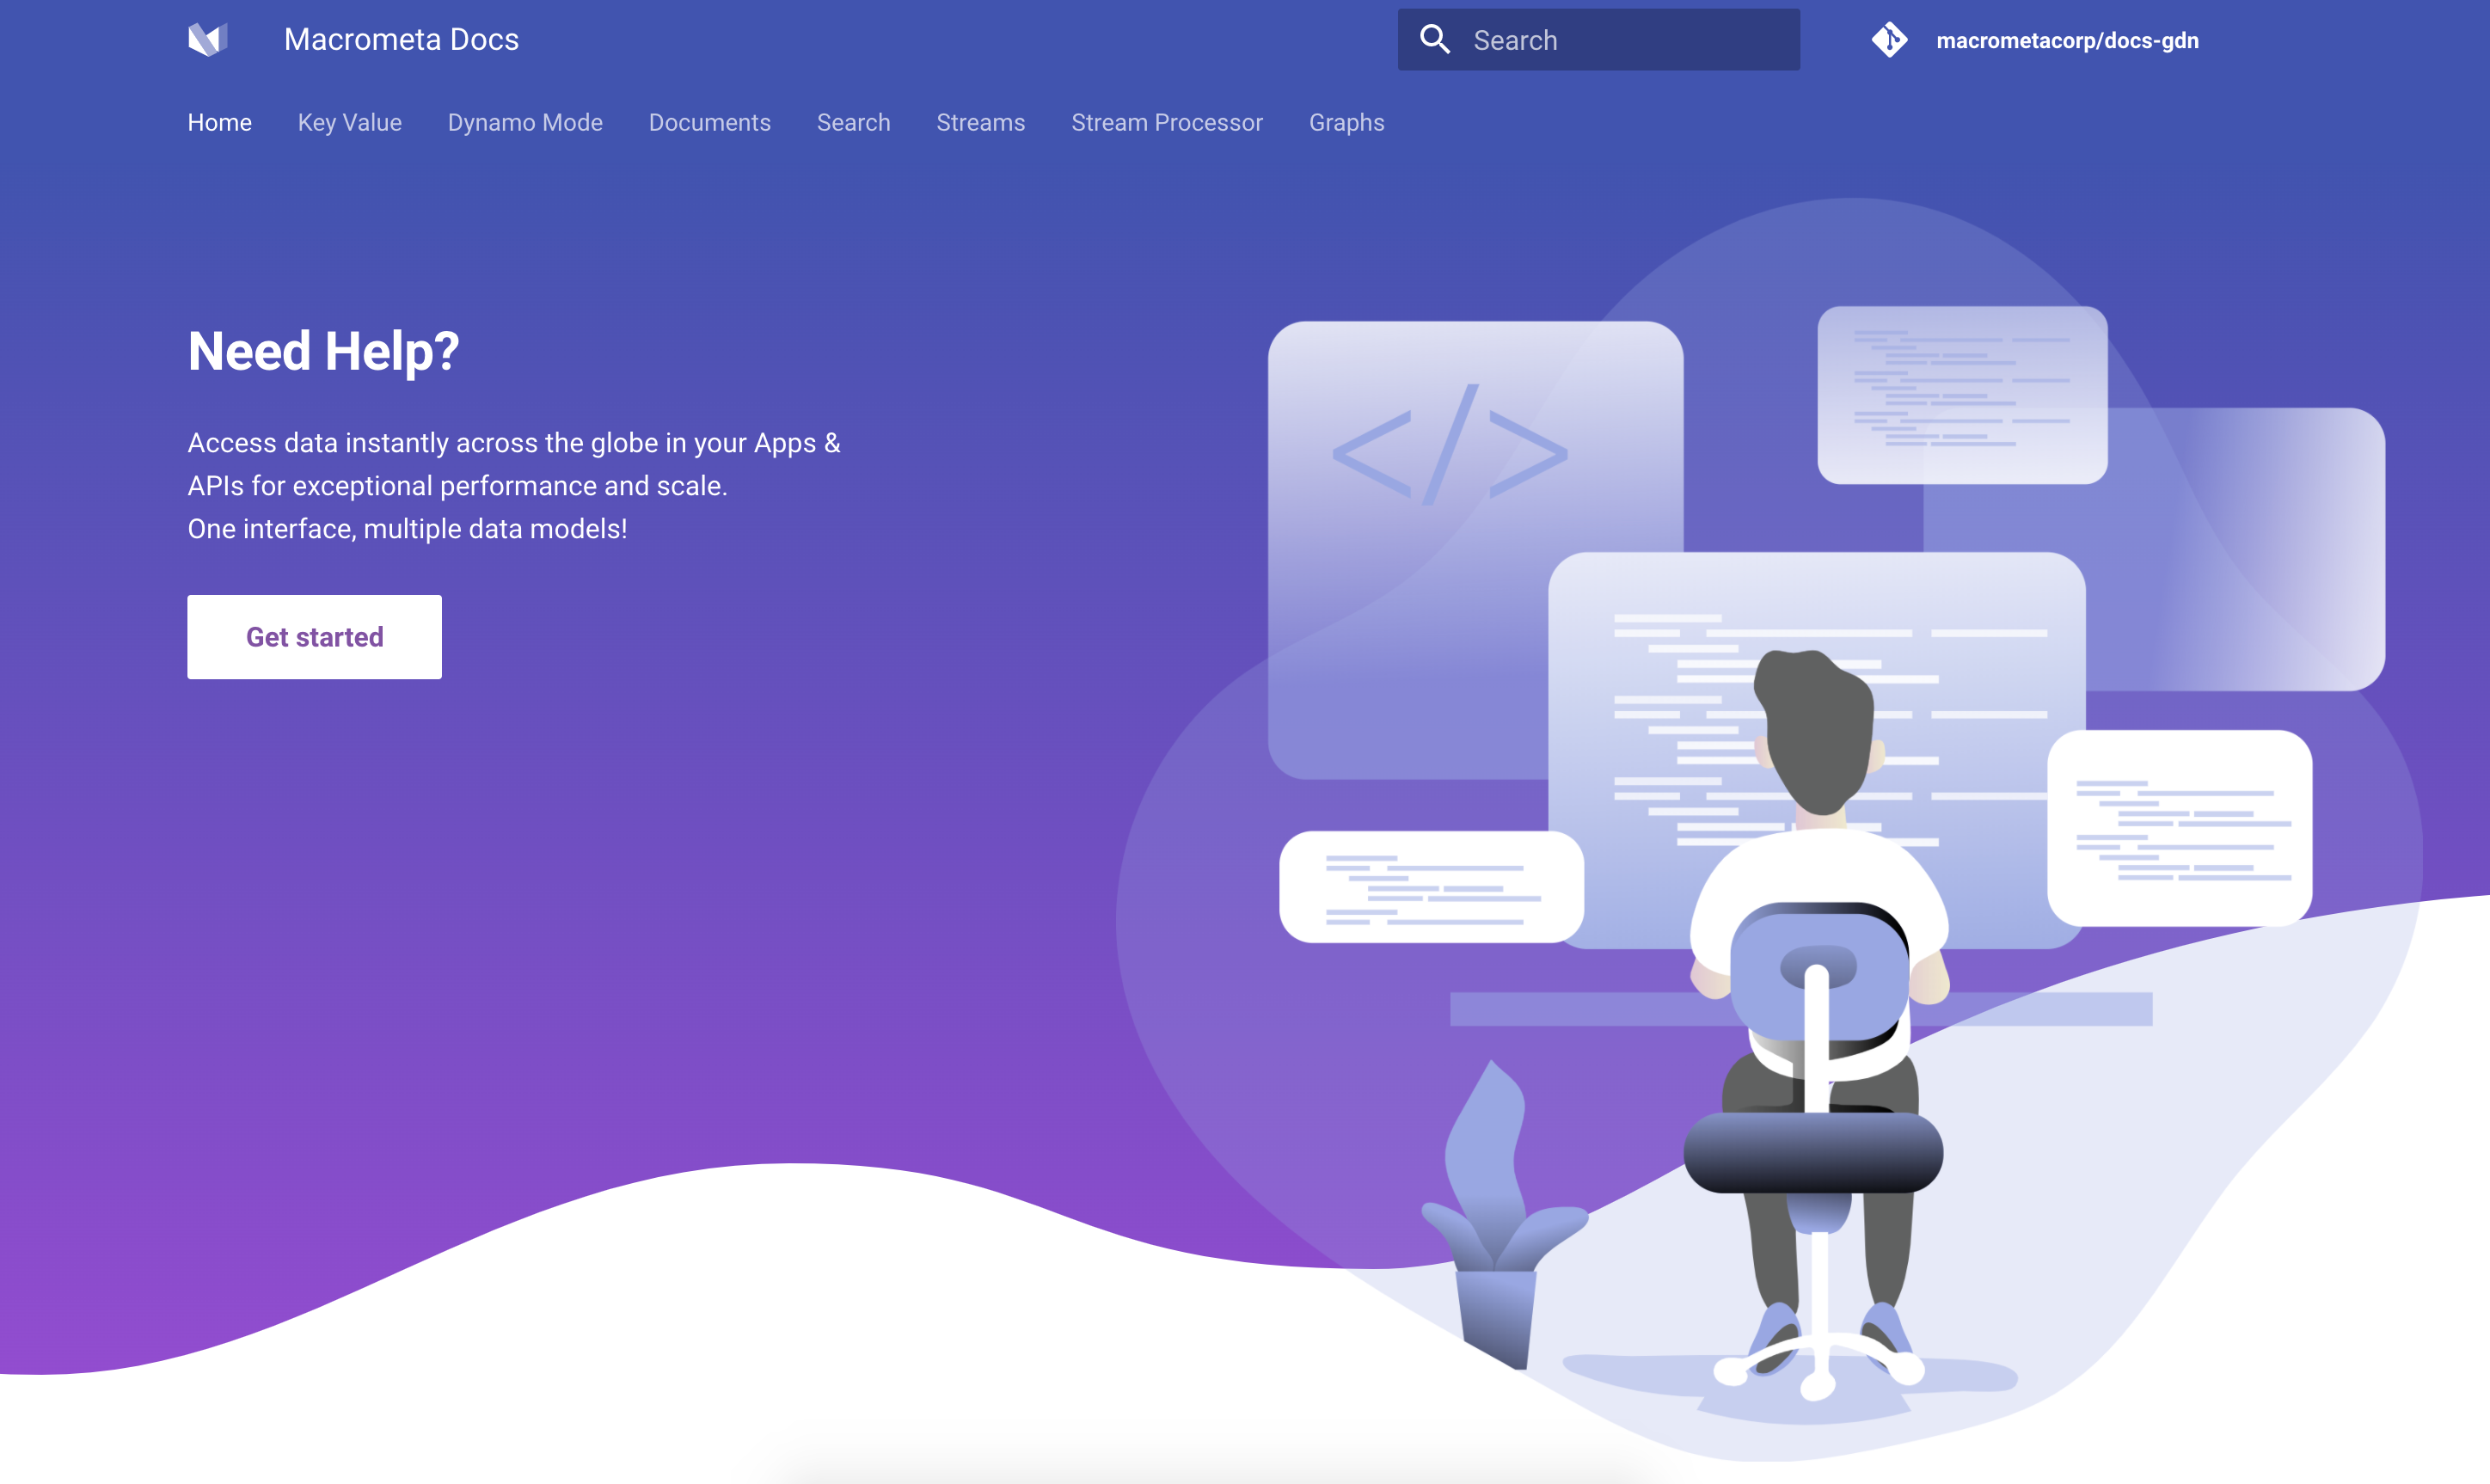 Macrometa Docs
Search
macrometacorp/docs-gdn
Home Key Value Dynamo Mode Documents Search Streams Stream Processor Graphs
Need Help?
Access data instantly across the globe in your Apps &
APIs for exceptional performance and scale.
One interface, multiple data models!
Get started
</>